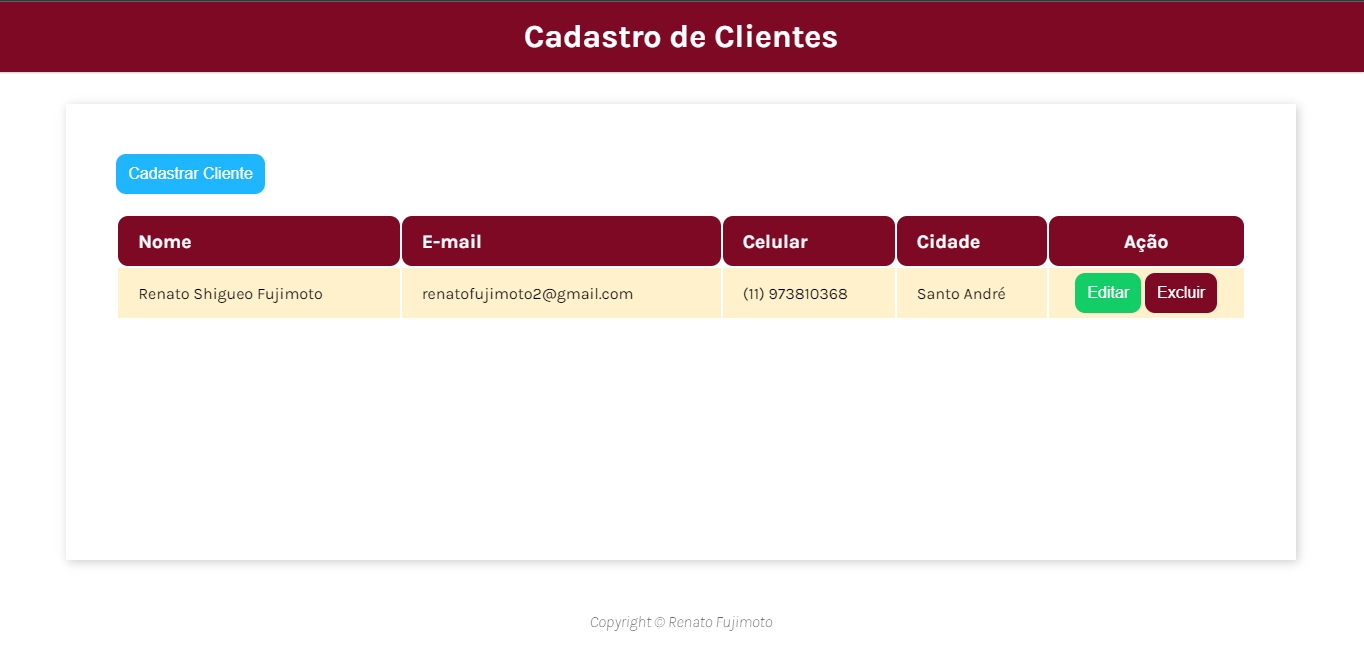 Cadastro de Clientes
Cadastrar Cliente
Nome E-mail Celular Cidade Ação
Renato Shigueo Fujimoto renatofujimoto2@gmail.com (11) 973810368 Santo André Editar Excluir
Copyright © Renato Fujimoto